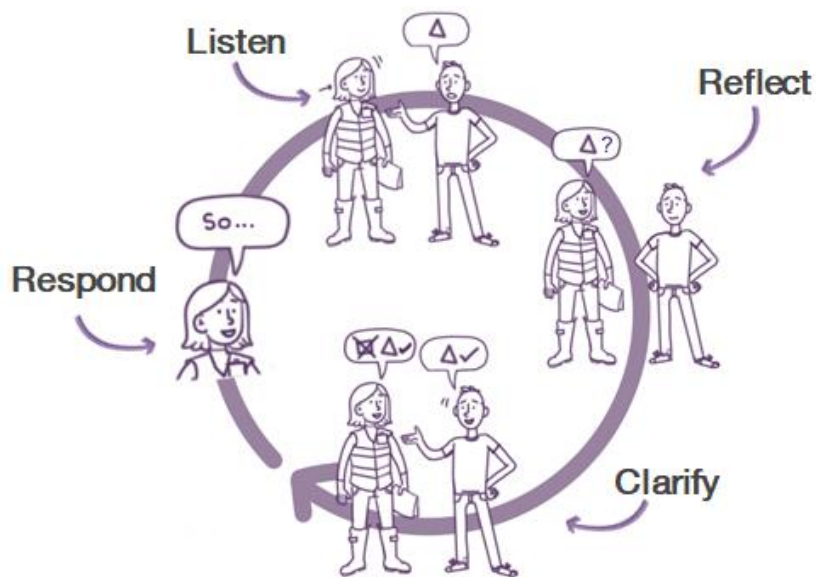 Listen
Δ
Reflect
Δ ?
So...
Respond
Δ ✓
Δ ✓
Clarify